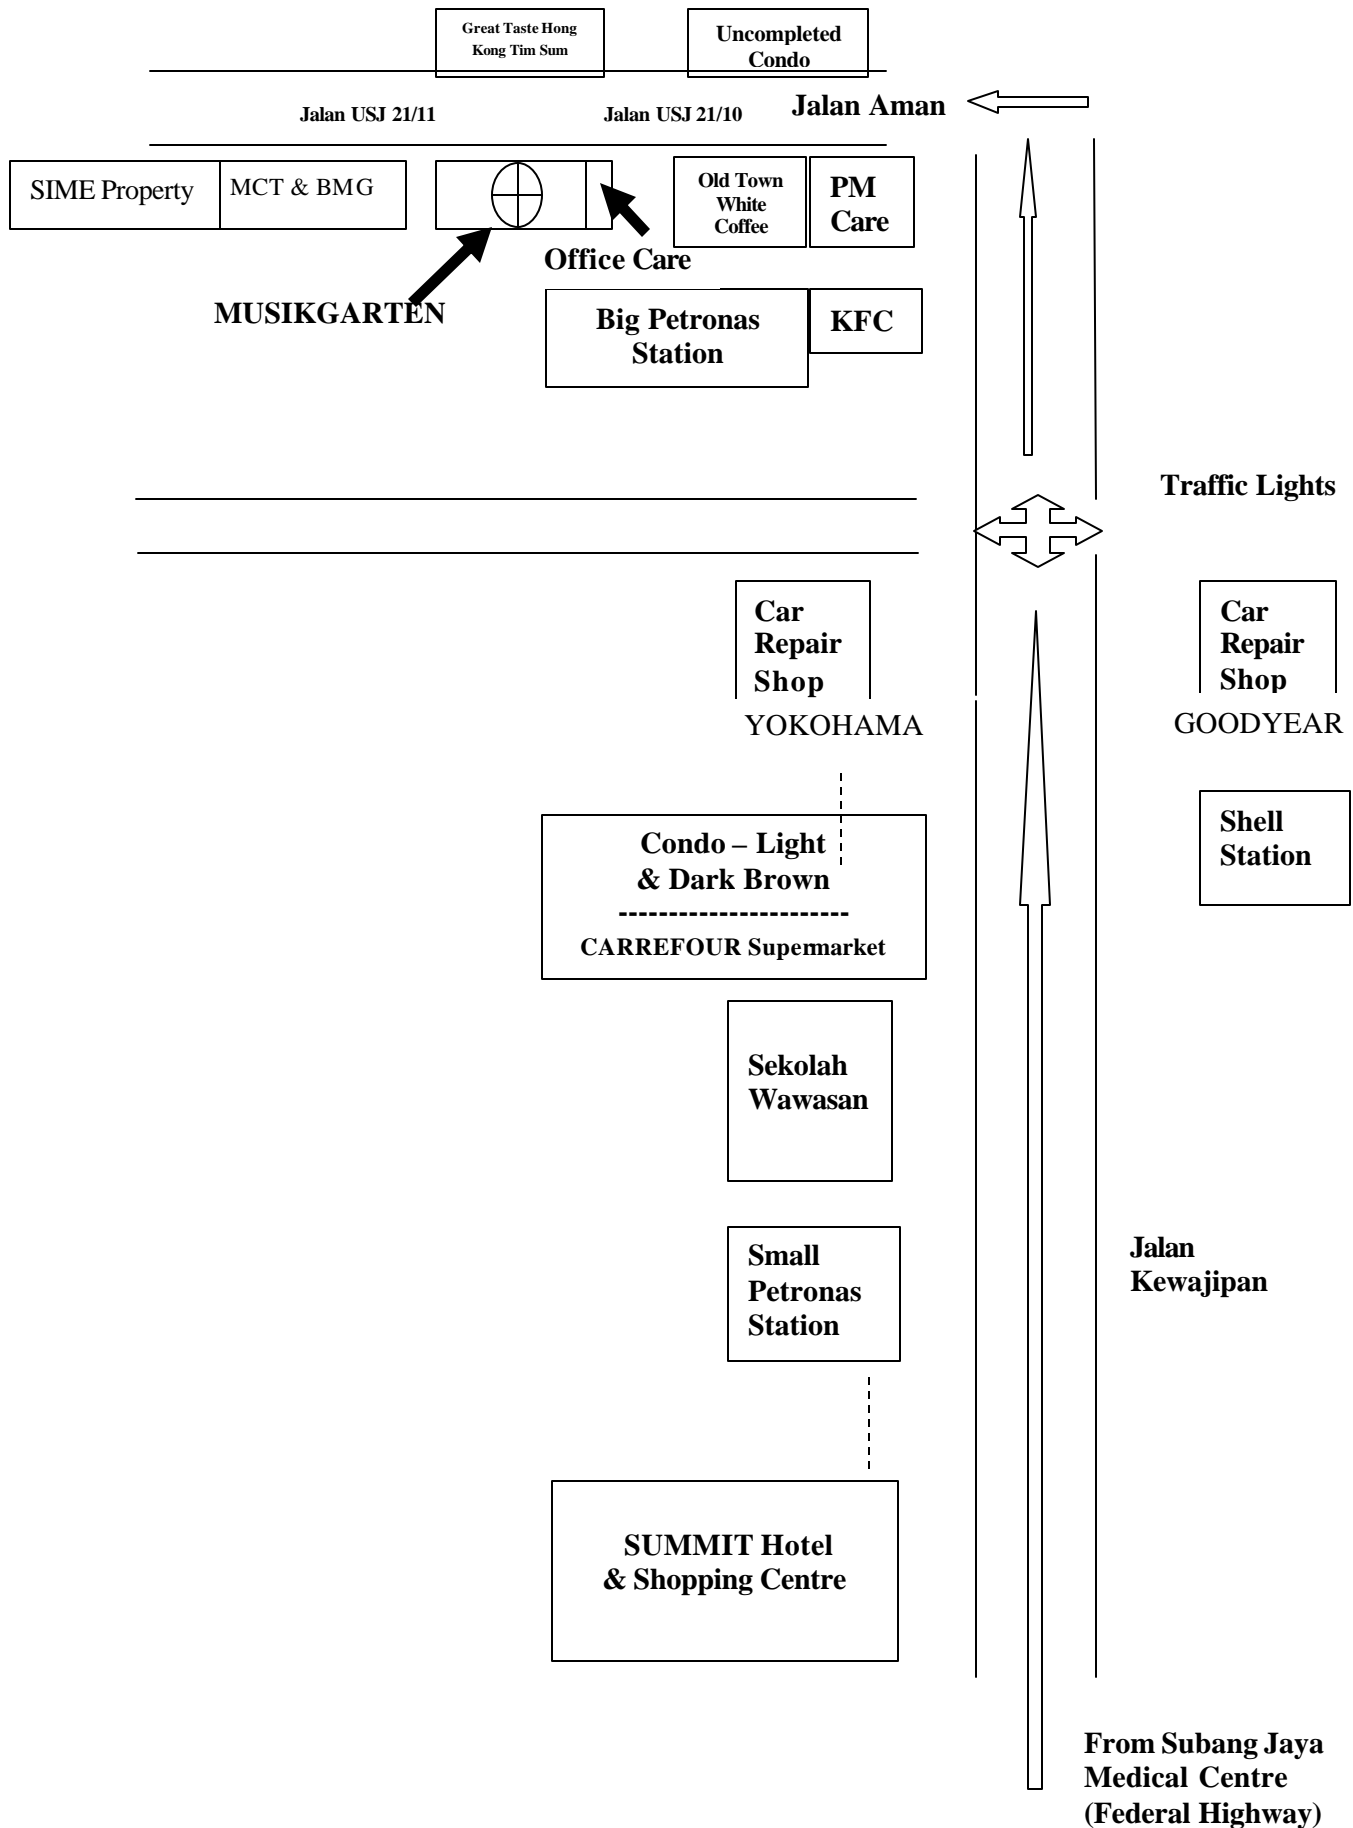 Great Taste Hong
Kong Tim Sum
Uncompleted
Condo
Jalan USJ 21/11
Jalan USJ 21/10
Jalan Aman
SIME Property
MCT & BMG
Old Town
White
Coffee
PM
Care
Office Care
MUSIKGARTEN
Big Petronas
Station
KFC
Traffic Lights
Car
Repair
Shop
YOKOHAMA
Car
Repair
Shop
GOODYEAR
Condo – Light
& Dark Brown
-----------------------
CARREFOUR Supermarket
Shell
Station
Sekolah
Wawasan
Small
Petronas
Station
Jalan
Kewajipan
SUMMIT Hotel
& Shopping Centre
From Subang Jaya
Medical Centre
(Federal Highway)